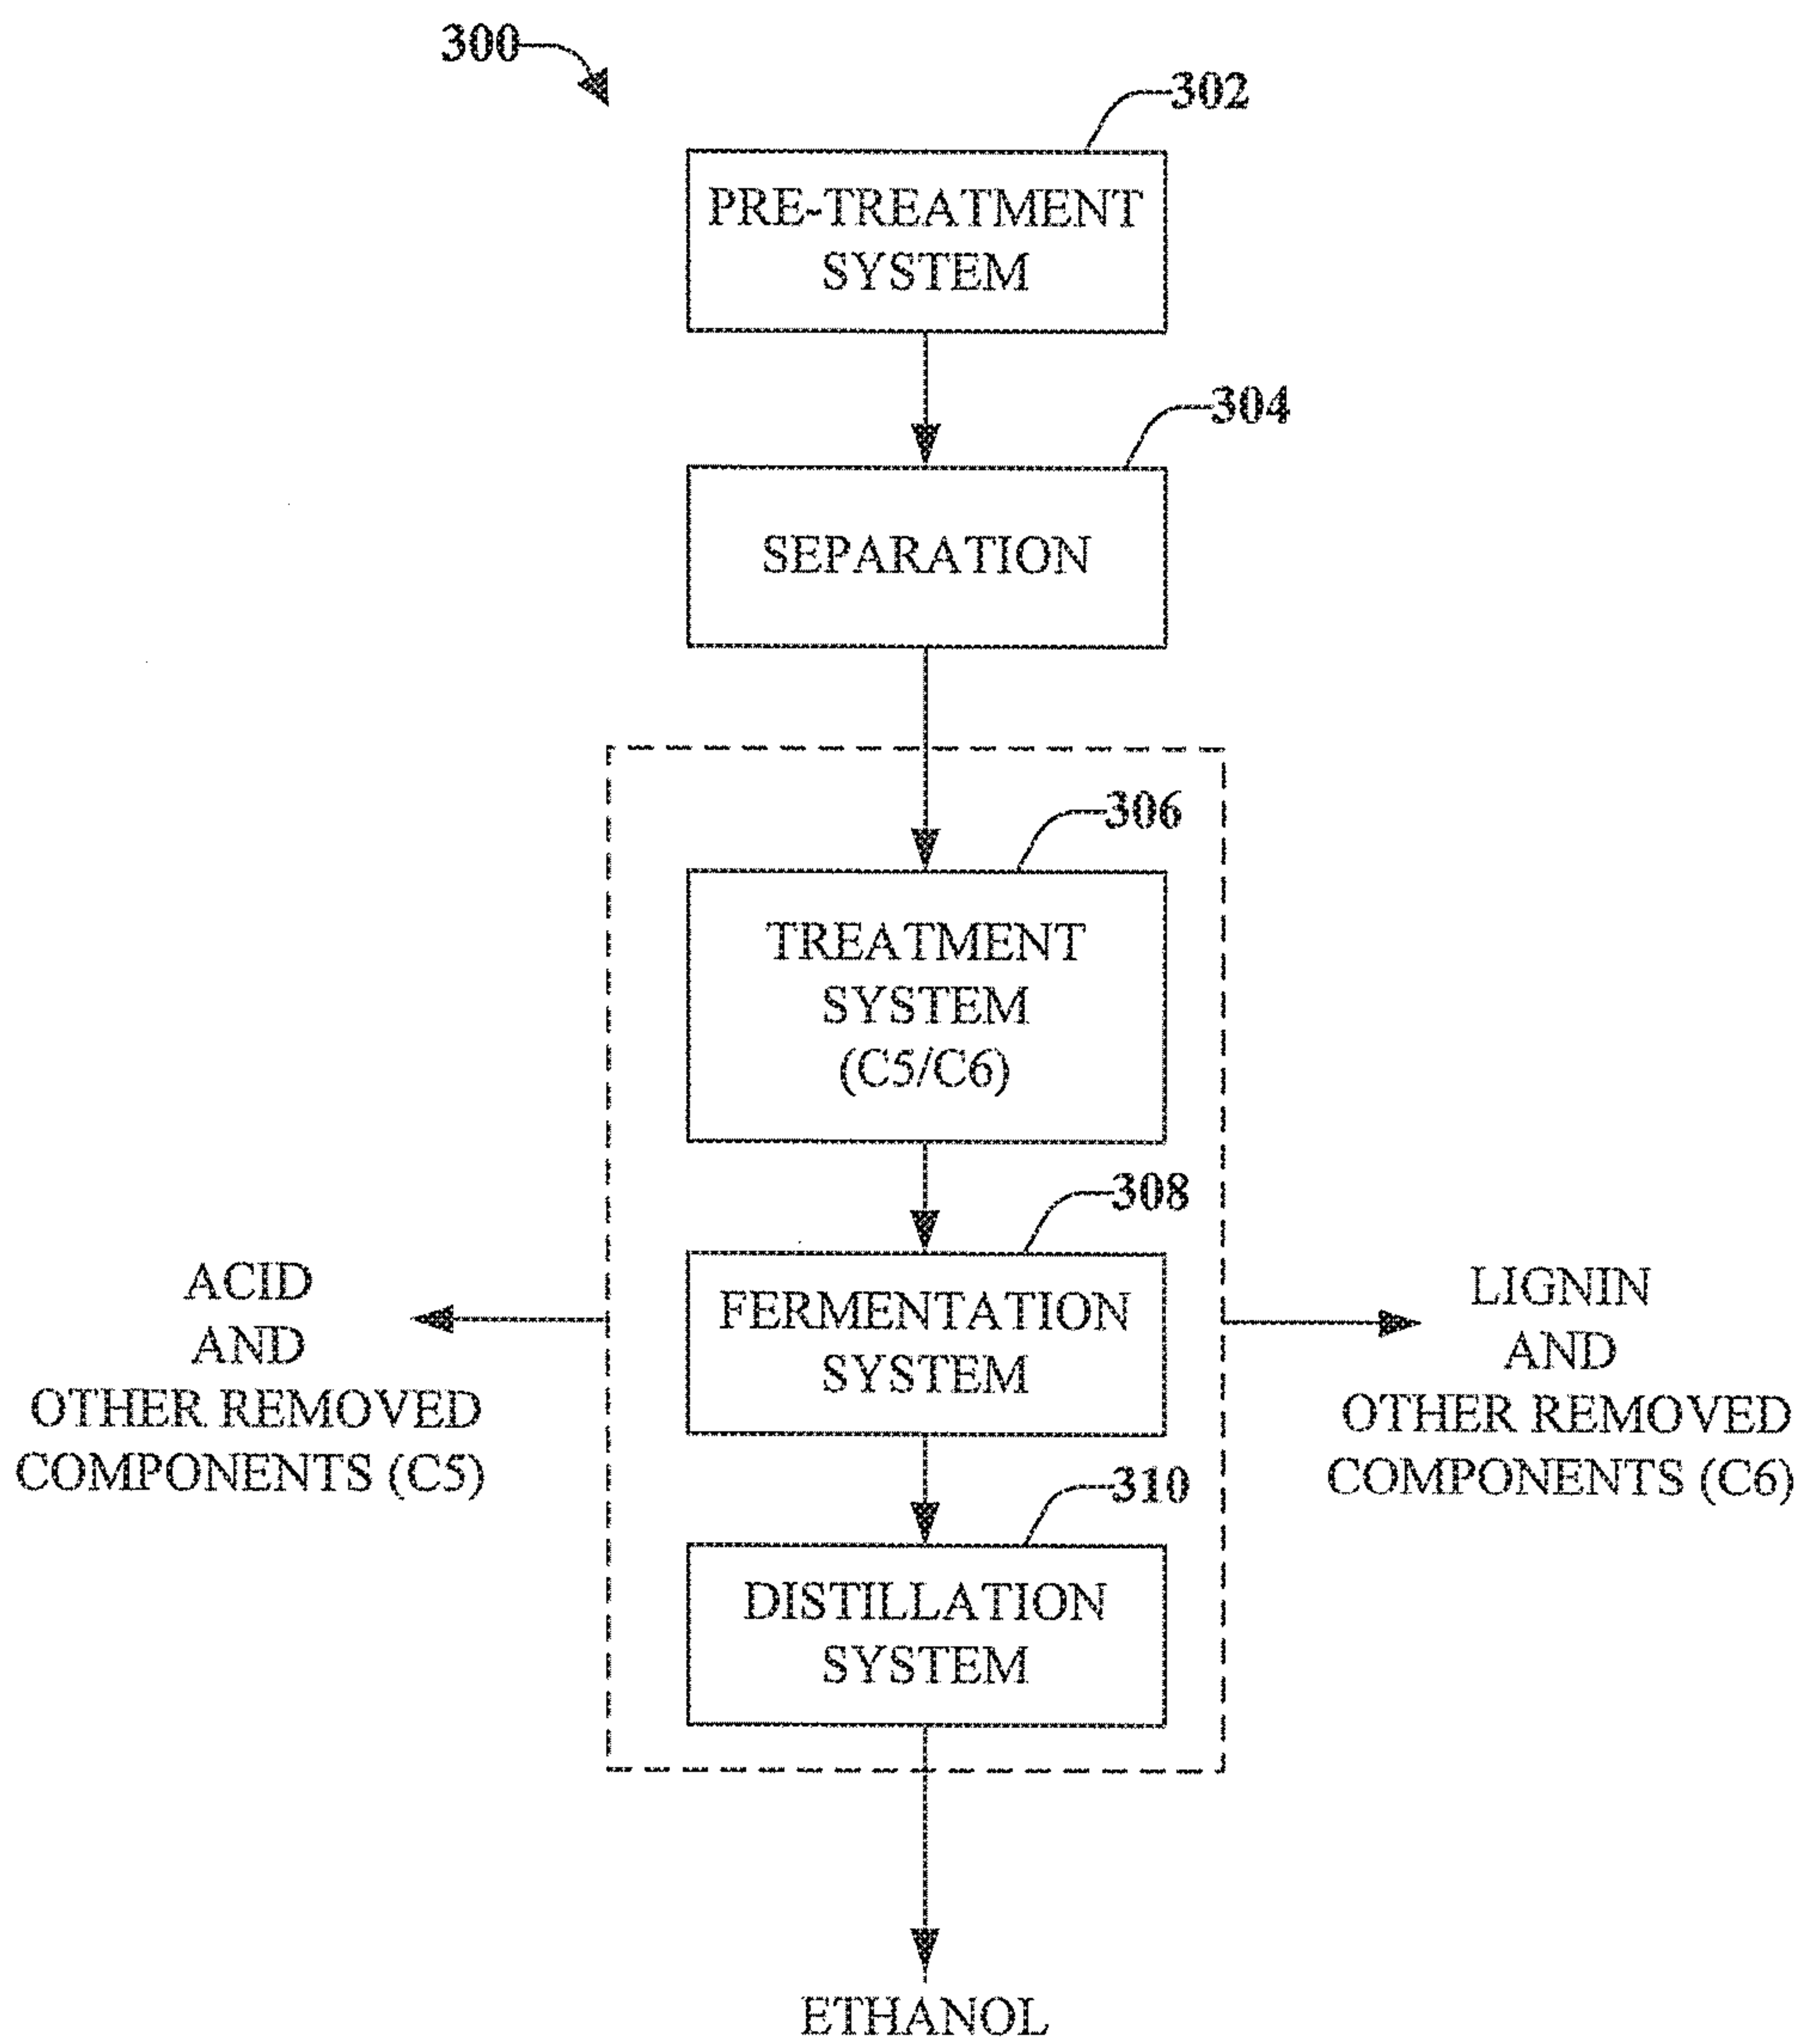 300
302
PRE-TREATMENT
SYSTEM
304
SEPARATION
306
TREATMENT
SYSTEM
(C5/C6)
308
FERMENTATION
SYSTEM
ACID
AND
OTHER REMOVED
COMPONENTS (C5)
LIGNIN
AND
OTHER REMOVED
COMPONENTS (C6)
310
DISTILLATION
SYSTEM
ETHANOL